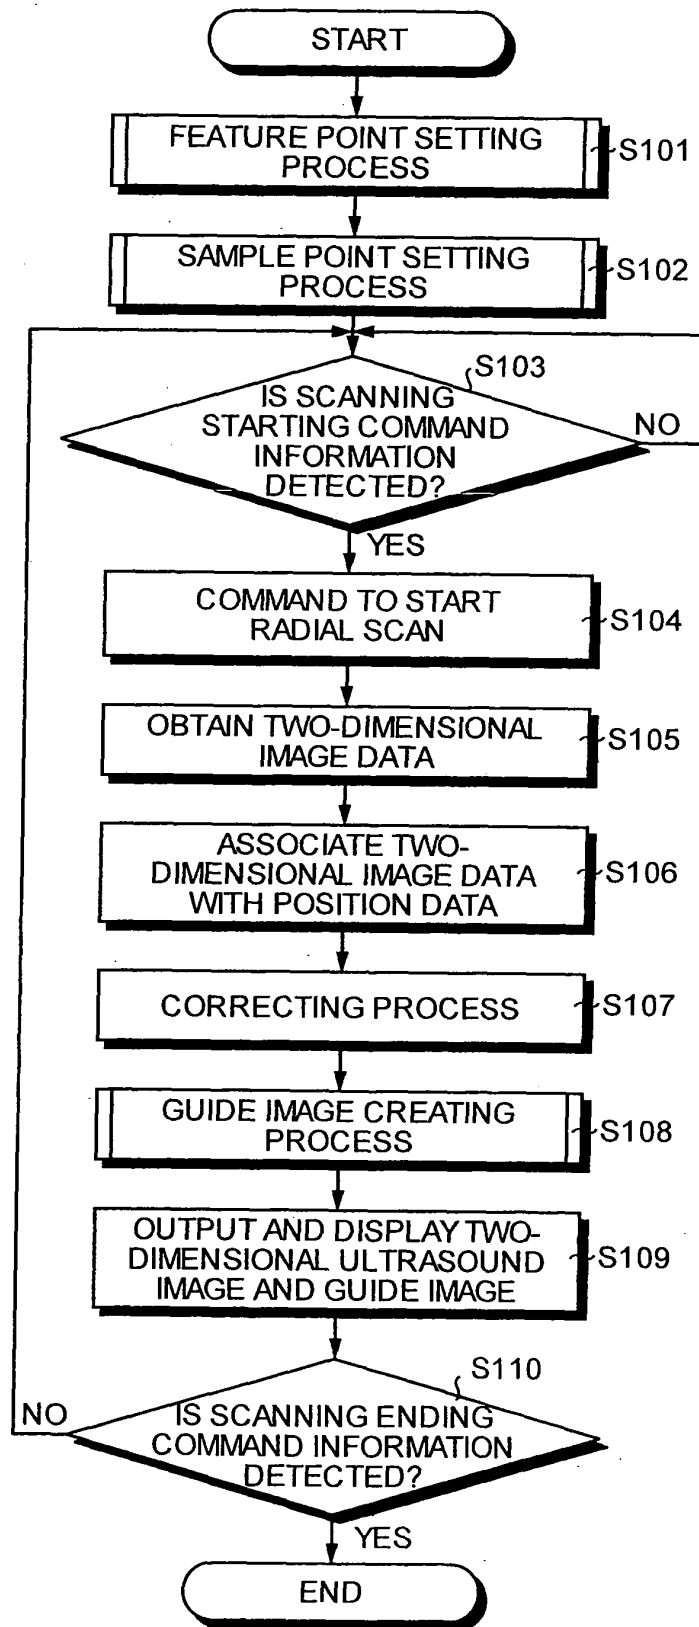 START
FEATURE POINT SETTING
PROCESS
S101
SAMPLE POINT SETTING
PROCESS
S102
S103
IS SCANNING
STARTING COMMAND
INFORMATION
DETECTED?
NO
YES
COMMAND TO START
RADIAL SCAN
S104
OBTAIN TWO-DIMENSIONAL
IMAGE DATA
S105
ASSOCIATE TWO-
DIMENSIONAL IMAGE DATA
WITH POSITION DATA
S106
CORRECTING PROCESS
S107
GUIDE IMAGE CREATING
PROCESS
S108
OUTPUT AND DISPLAY TWO-
DIMENSIONAL ULTRASOUND
IMAGE AND GUIDE IMAGE
S109
S110
NO
IS SCANNING ENDING
COMMAND INFORMATION
DETECTED?
YES
END